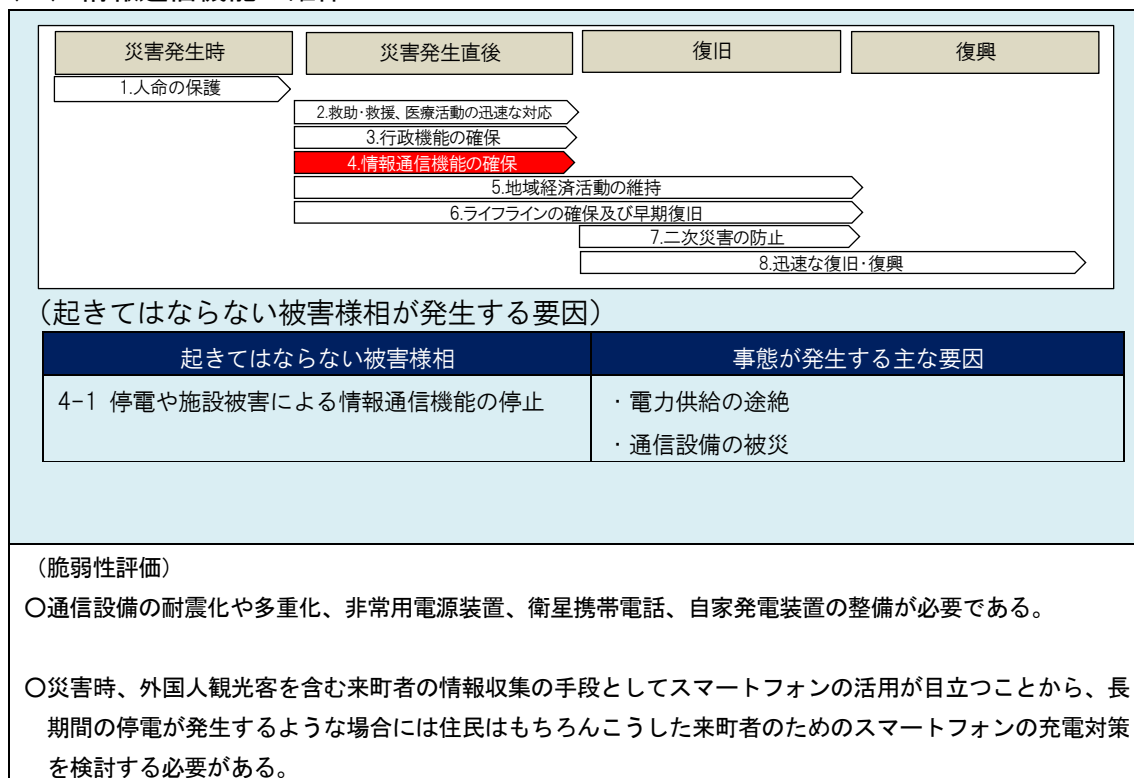 災害発生時
災害発生直後
復旧
復興
1.人命の保護
2.救助・救援、医療活動の迅速な対応
3.行政機能の確保
4.情報通信機能の確保
5.地域経済活動の維持
6.ライフラインの確保及び早期復旧
7.二次災害の防止
8.迅速な復旧・復興
(起きてはならない被害様相が発生する要因)
起きてはならない被害様相
事態が発生する主な要因
4-1 停電や施設被害による情報通信機能の停止
・電力供給の途絶
・通信設備の被災
(脆弱性評価)
〇通信設備の耐震化や多重化、非常用電源装置、衛星携帯電話、自家発電装置の整備が必要である。
〇災害時、外国人観光客を含む来町者の情報収集の手段としてスマートフォンの活用が目立つことから、長
期間の停電が発生するような場合には住民はもちろんこうした来町者のためのスマートフォンの充電対策
を検討する必要がある。